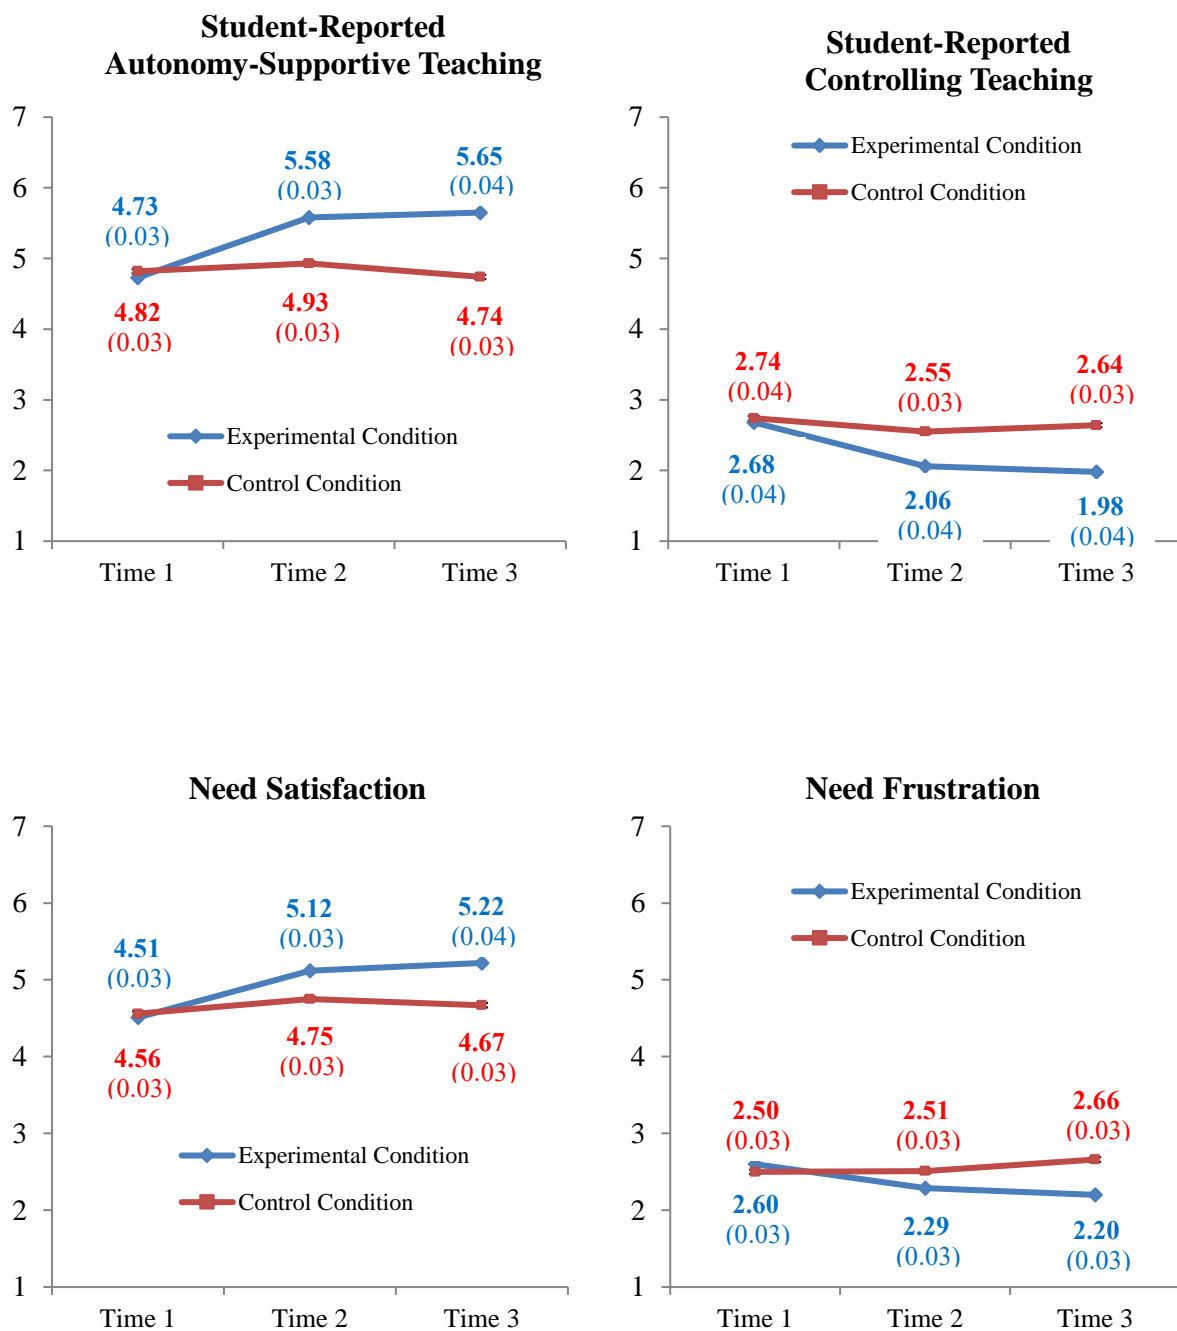 Student-Reported
Autonomy-Supportive Teaching
7
6
5
4
3
2
1
4.73
(0.03)
5.58
(0.03)
5.65
(0.04)
4.82
(0.03)
4.93
(0.03)
4.74
(0.03)
Experimental Condition
Control Condition
Time 1
Time 2
Time 3
Student-Reported
Controlling Teaching
7
6
5
4
3
2
1
Experimental Condition
Control Condition
2.74
(0.04)
2.55
(0.03)
2.64
(0.03)
2.68
(0.04)
2.06
(0.04)
1.98
(0.04)
Time 1
Time 2
Time 3
Need Satisfaction
7
6
5
4
3
2
1
4.51
(0.03)
5.12
(0.03)
5.22
(0.04)
4.56
(0.03)
4.75
(0.03)
4.67
(0.03)
Experimental Condition
Control Condition
Time 1
Time 2
Time 3
Need Frustration
7
6
5
4
3
2
1
Experimental Condition
Control Condition
2.50
(0.03)
2.51
(0.03)
2.66
(0.03)
2.60
(0.03)
2.29
(0.03)
2.20
(0.03)
Time 1
Time 2
Time 3